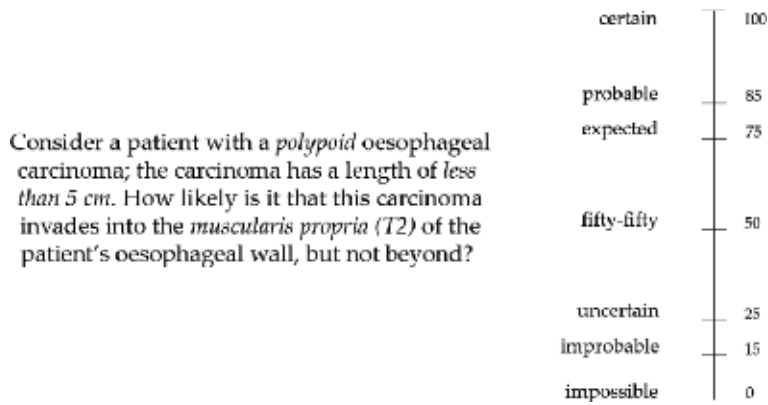 certain 100
probable 85
expected 75
Consider a patient with a polypoid oesophageal
carcinoma; the carcinoma has a length of less
than 5 cm. How likely is it that this carcinoma
invades into the muscularis propria (T2) of the
patient's oesophageal wall, but not beyond?
fifty-fifty 50
uncertain 25
improbable 15
impossible 0